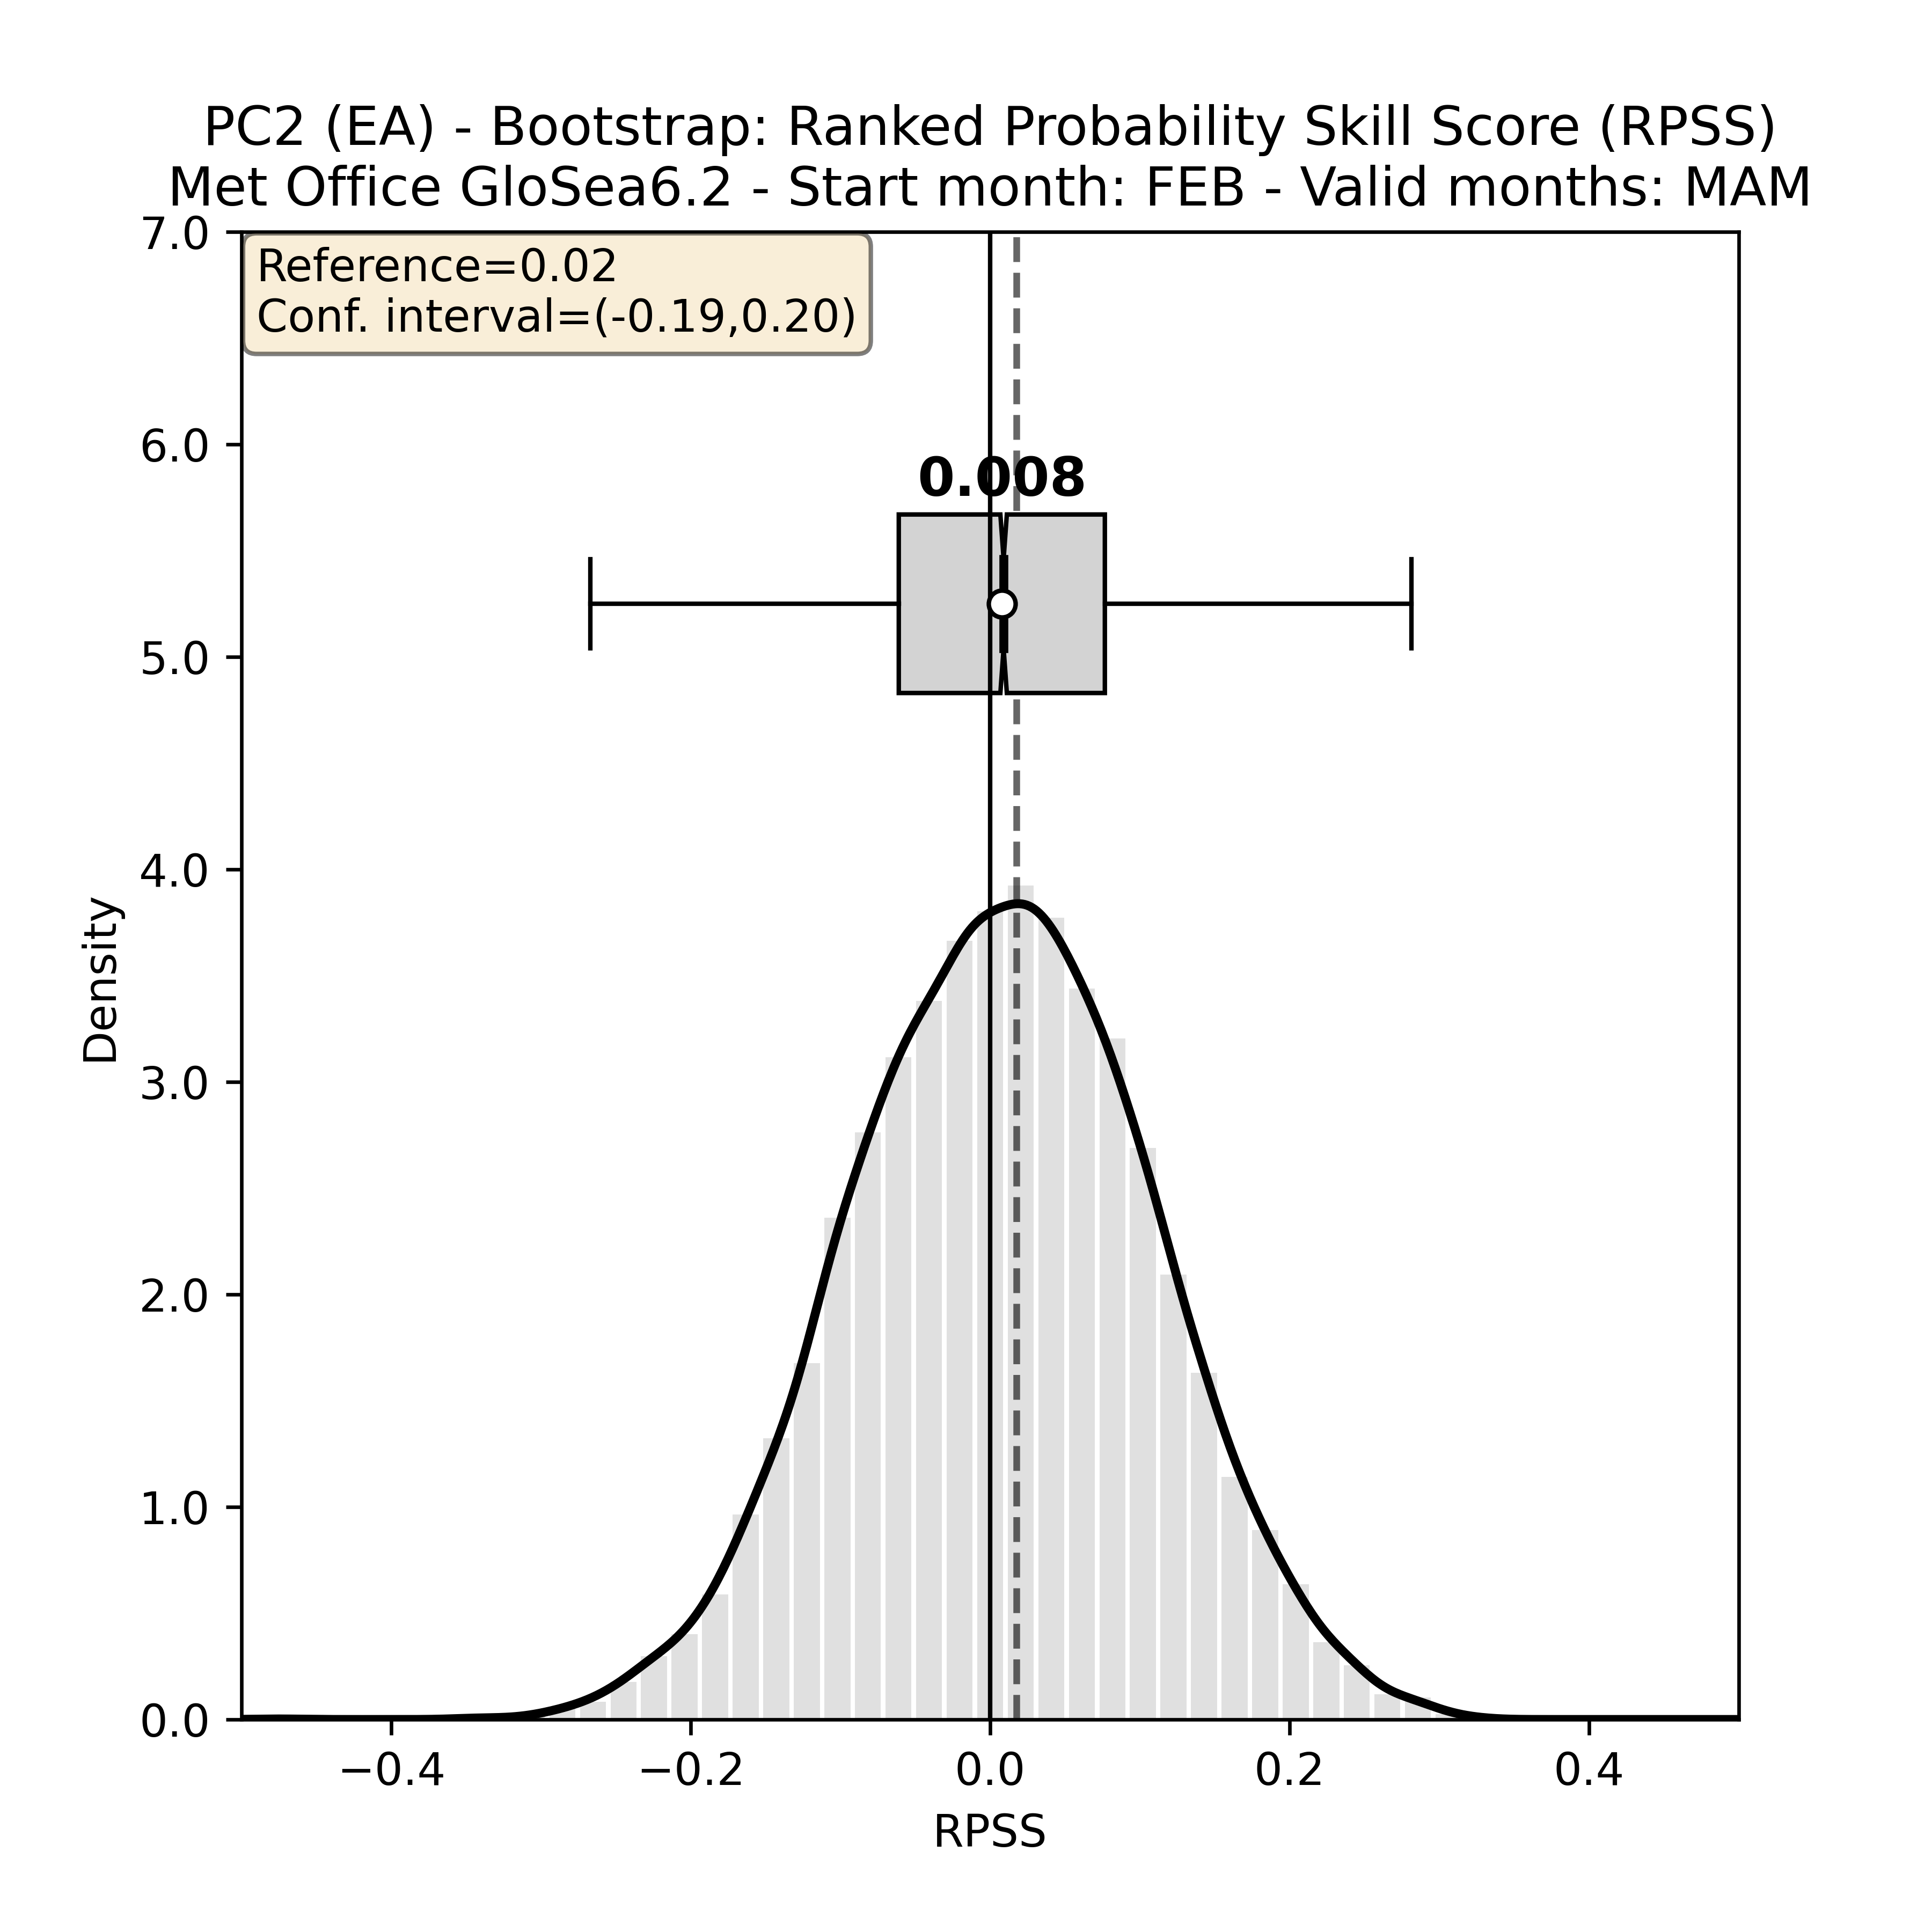 PC2 (EA) - Bootstrap: Ranked Probability Skill Score (RPSS)
Met Office GloSea6.2 - Start month: FEB - Valid months: MAM
7.0
Reference=0.02
Conf. interval=(-0.19,0.20)
6.0
0.008
5.0
4.0
Density
3.0
2.0
1.0
0.0
−0.4
−0.2
0.0
0.2
0.4
RPSS